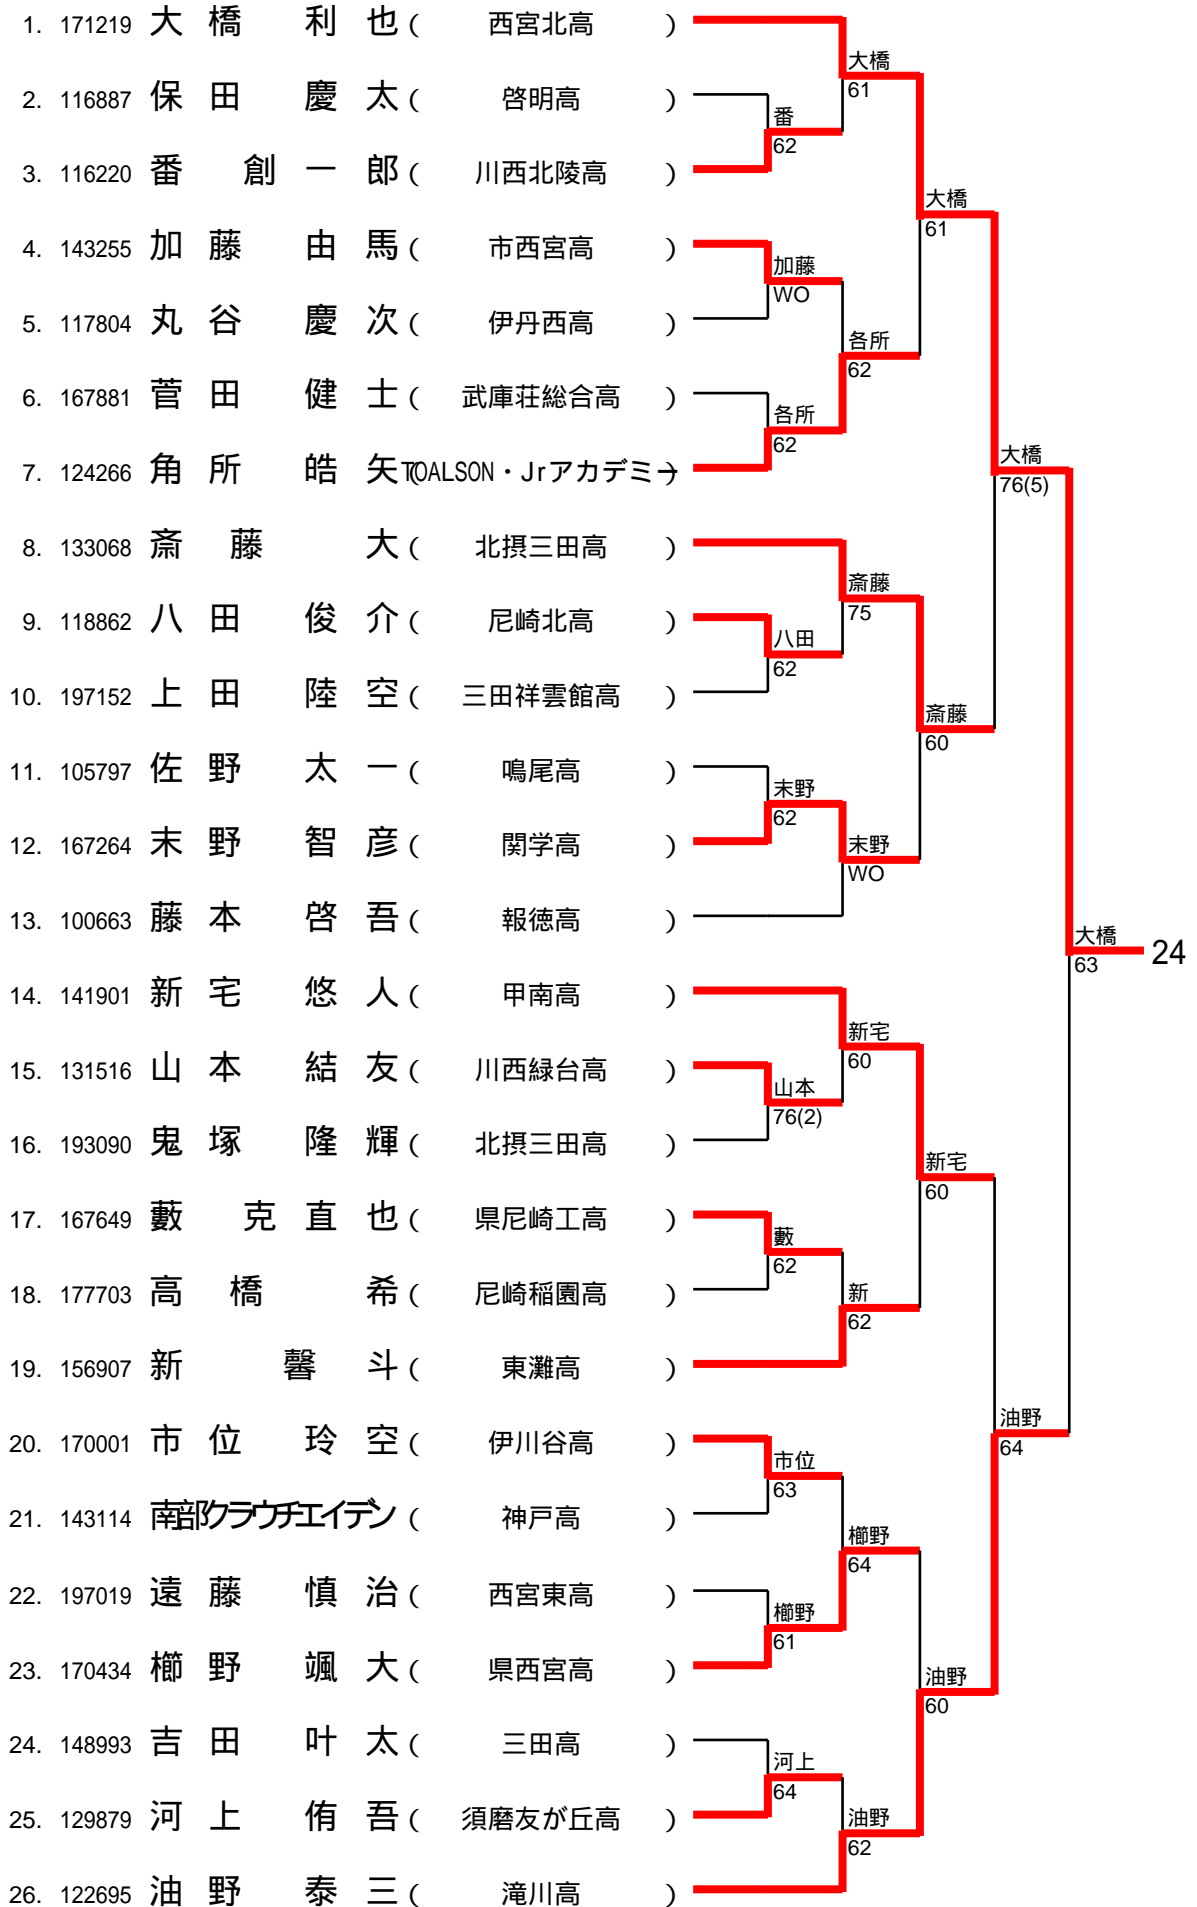 1. 171219 大橋 利也 ( 西宮北高 )
大橋
61
2. 116887 保田 慶太 ( 啓明高 )
番
62
3. 116220 番 創一郎 ( 川西北陵高 )
大橋
61
4. 143255 加藤 由馬 ( 市西宮高 )
加藤
WO
5. 117804 丸谷 慶次 ( 伊丹西高 )
各所
62
6. 167881 菅田 健士 ( 武庫荘総合高 )
各所
62
7. 124266 角所 皓矢 (TOALSON・Jrアカデミー)
大橋
76(5)
8. 133068 斎藤 大 ( 北摂三田高 )
斎藤
75
9. 118862 八田 俊介 ( 尼崎北高 )
八田
62
10. 197152 上田 陸空 ( 三田祥雲館高 )
斎藤
60
11. 105797 佐野 太一 ( 鳴尾高 )
末野
62
12. 167264 末野 智彦 ( 関学高 )
末野
WO
13. 100663 藤本 啓吾 ( 報徳高 )
大橋
63
24
14. 141901 新宅 悠人 ( 甲南高 )
新宅
60
15. 131516 山本 結友 ( 川西緑台高 )
山本
76(2)
16. 193090 鬼塚 隆輝 ( 北摂三田高 )
新宅
60
17. 167649 藪 克直也 ( 県尼崎工高 )
藪
62
18. 177703 高橋 希 ( 尼崎稲園高 )
新
62
19. 156907 新 馨斗 ( 東灘高 )
油野
64
20. 170001 市位 玲空 ( 伊川谷高 )
市位
63
21. 143114 南部クラウチエイデン ( 神戸高 )
櫛野
64
22. 197019 遠藤 慎治 ( 西宮東高 )
櫛野
61
23. 170434 櫛野 颯大 ( 県西宮高 )
油野
60
24. 148993 吉田 叶太 ( 三田高 )
河上
64
25. 129879 河上 侑吾 ( 須磨友が丘高 )
油野
62
26. 122695 油野 泰三 ( 滝川高 )